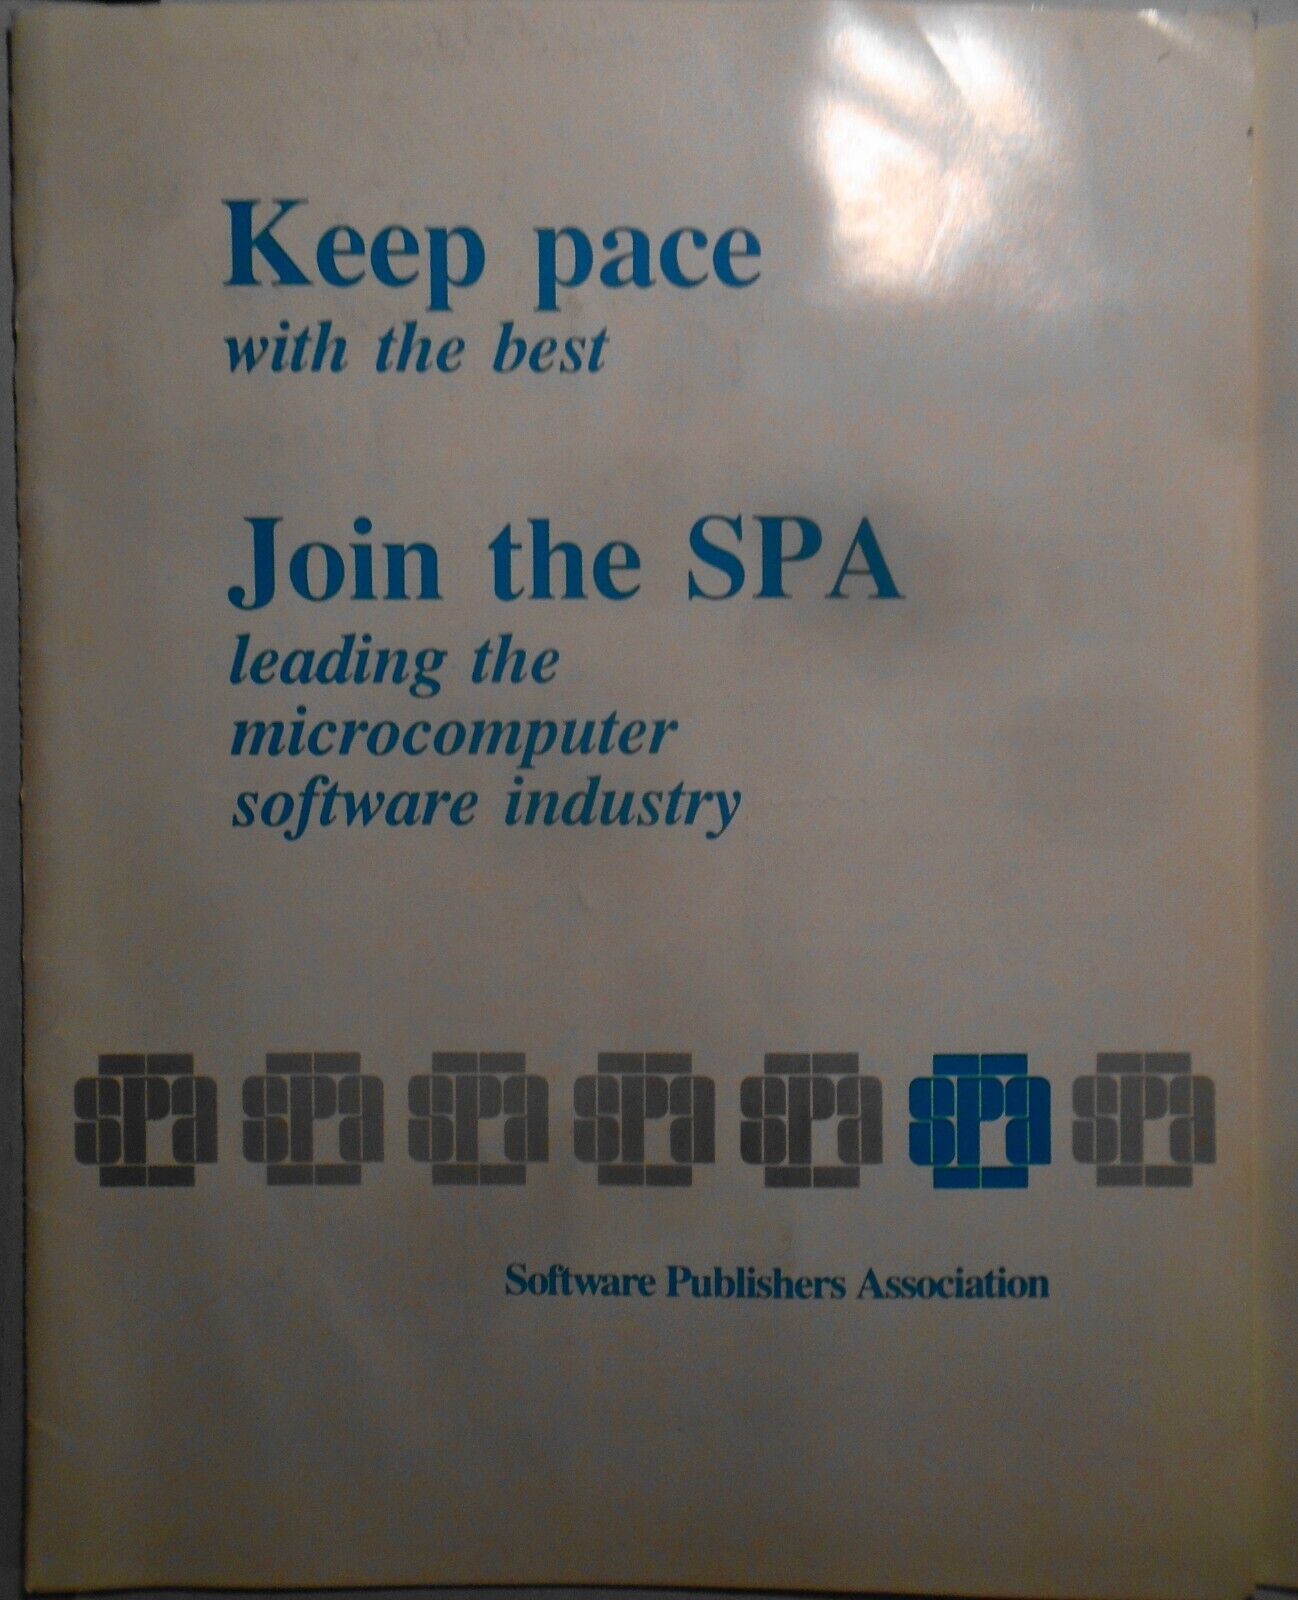 Keep pace
with the best
Join the SPA
leading the
microcomputer
software industry
SPA SPA SPA SPA SPA SPA SPA
Software Publishers Association